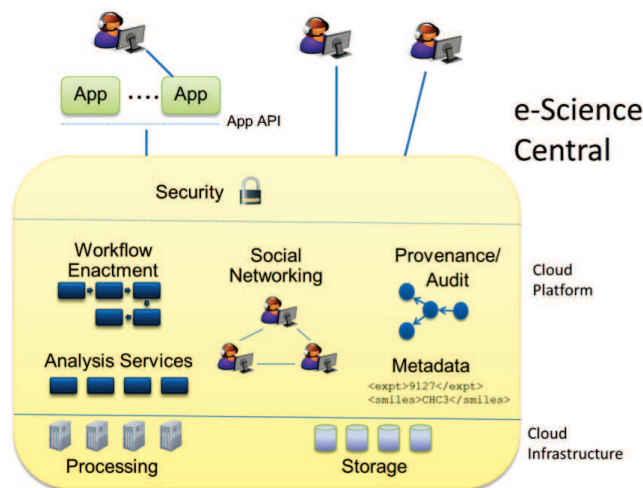 App
....
App
App API
e-Science
Central
Security
Workflow
Enactment
Social
Networking
Provenance/
Audit
Cloud
Platform
Analysis Services
Metadata
<expt>9127</expt>
<smiles>CHC3</smiles>
Processing
Storage
Cloud
Infrastructure